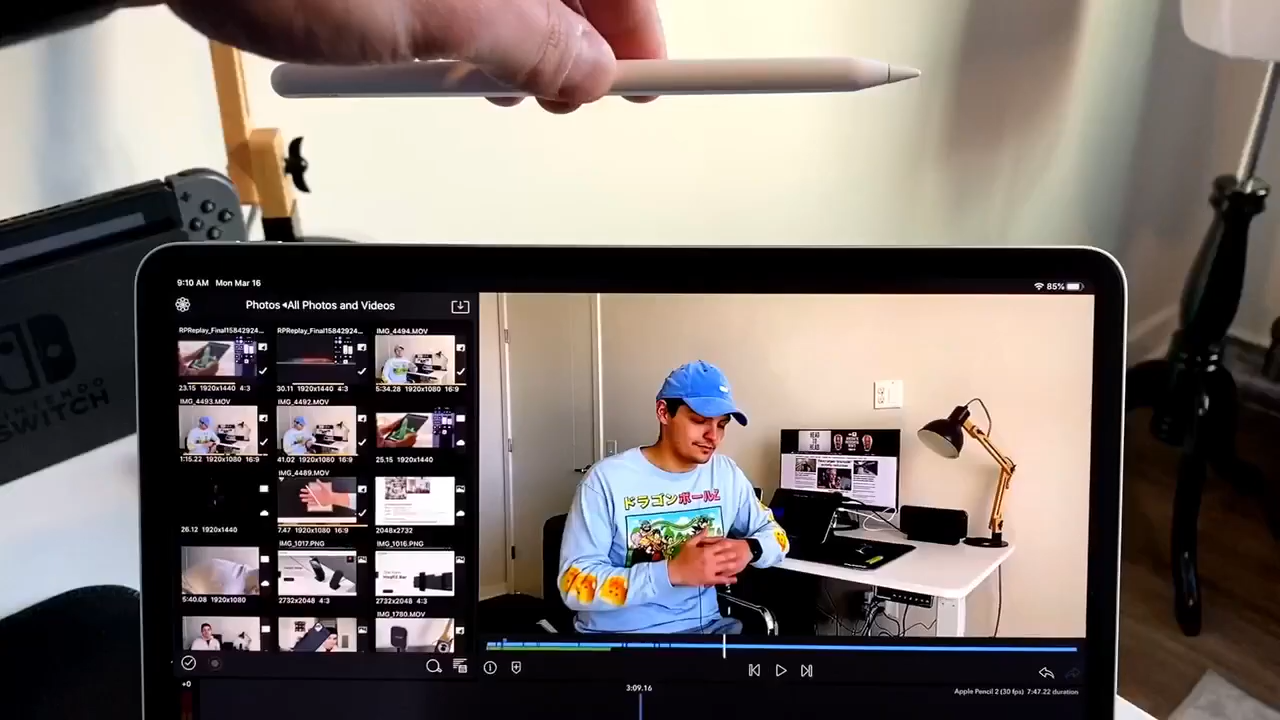 9:10 AM Mon Mar 16
85%
Photos All Photos and Videos
RPReplay_Final15842924...
RPReplay_Final15842924...
IMG_4494.MOV
23.15 1920x1440 4:3
30.11 1920x1440 4:3
5:34.28 1920x1080 16:9
IMG_4493.MOV
IMG_4492.MOV
1:15.22 1920x1080 16:9
41.02 1920x1080 16:9
25.15 1920x1440
IMG_4489.MOV
26.12 1920x1440
7.47 1920x1080 16:9
2048x2732
IMG_1017.PNG
IMG_1016.PNG
5:40.08 1920x1080
2732x2048 4:3
2732x2048 4:3
IMG_1780.MOV
ドラゴンボールZ
HEAD TO HEAD
NINTENDO
SWITCH
+0
3:09.16
Apple Pencil 2 (30 fps) 7:47.22 duration